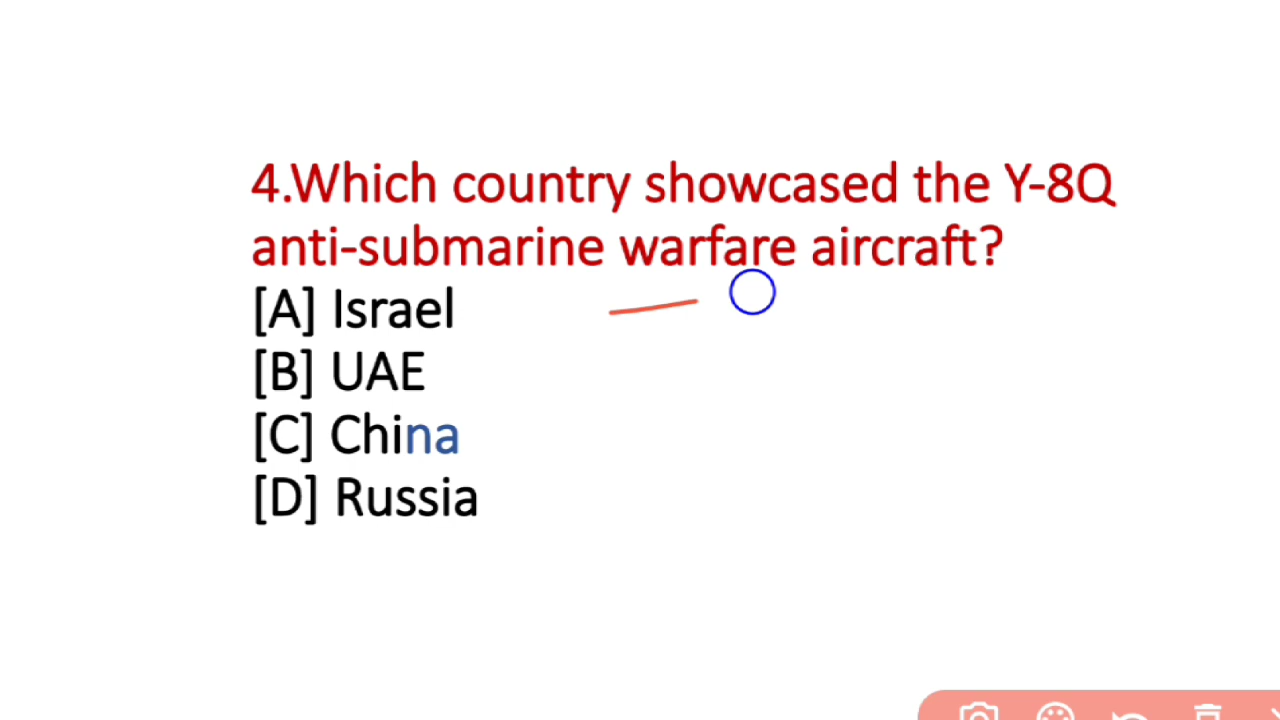 4.Which country showcased the Y-8Q
anti-submarine warfare aircraft?
[A] Israel
[B] UAE
[C] China
[D] Russia